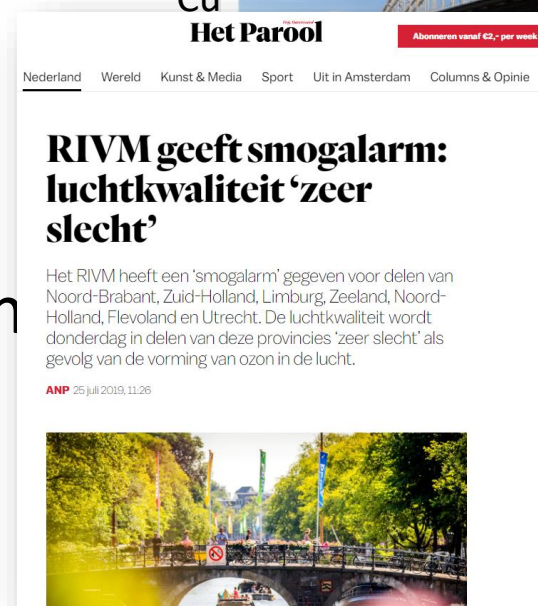 Cu
Het Parool
Abonneren vanaf €2,- per week
Nederland Wereld Kunst & Media Sport Uit in Amsterdam Columns & Opinie
RIVM geeft smogalarm:
luchtkwaliteit ‘zeer
slecht’
n
Het RIVM heeft een ‘smogalarm’ gegeven voor delen van
Noord-Brabant, Zuid-Holland, Limburg, Zeeland, Noord-
Holland, Flevoland en Utrecht. De luchtkwaliteit wordt
donderdag in delen van deze provincies ‘zeer slecht’ als
gevolg van de vorming van ozon in de lucht.
ANP 25 juli 2019, 11:26